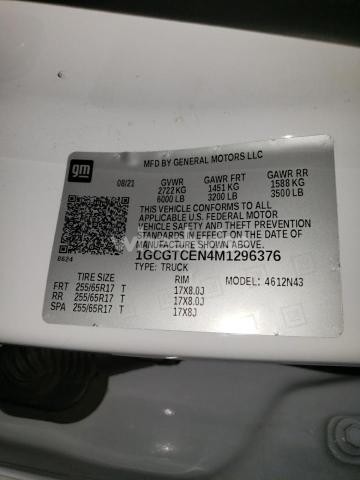 gm
MFD BY GENERAL MOTORS LLC
08/21 GVWR GAWR FRT GAWR RR
2722 KG 1451 KG 1588 KG
6000 LB 3200 LB 3500 LB
THIS VEHICLE CONFORMS TO ALL
APPLICABLE U.S. FEDERAL MOTOR
VEHICLE SAFETY AND THEFT PREVENTION
STANDARDS IN EFFECT ON THE DATE OF
MANUFACTURE SHOWN ABOVE.
8624 1GCGTCEN4M1296376
TYPE: TRUCK
TIRE SIZE RIM MODEL: 4612N43
FRT 255/65R17 T 17X8.0J
RR 255/65R17 T 17X8.0J
SPA 255/65R17 T 17X8J